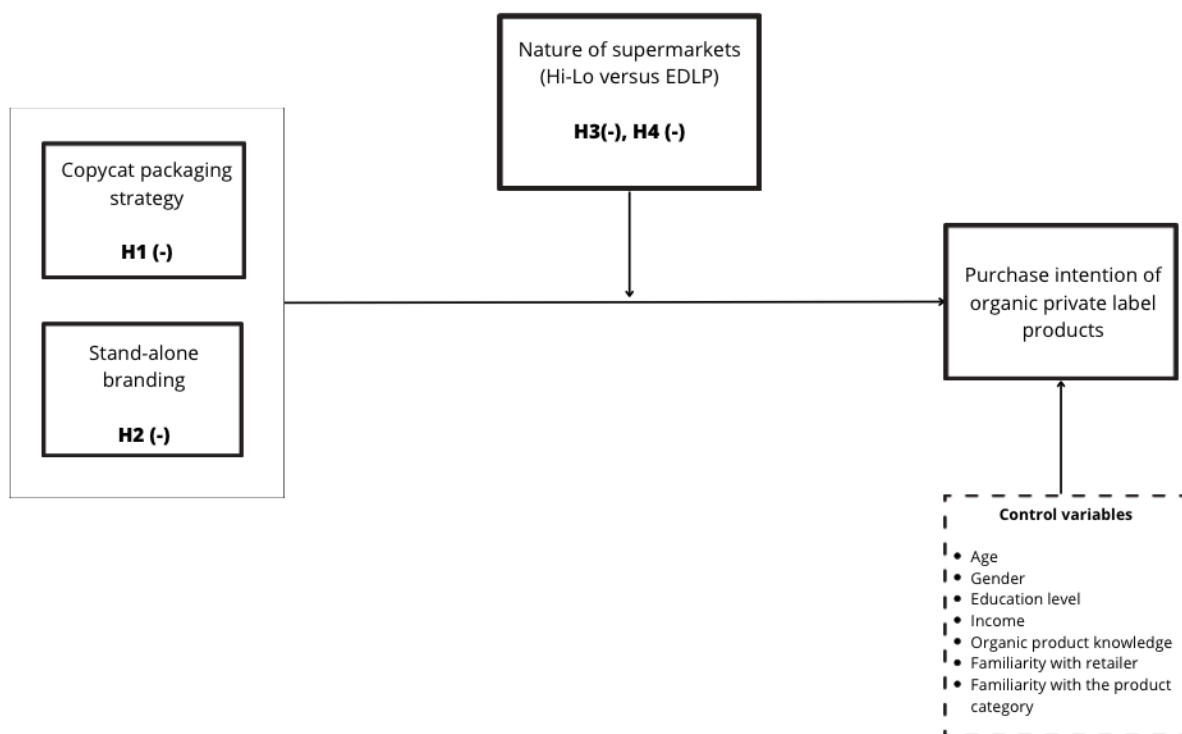 Nature of supermarkets
(Hi-Lo versus EDLP)
H3(-), H4 (-)
Copycat packaging
strategy
H1 (-)
Stand-alone
branding
H2 (-)
Purchase intention of
organic private label
products
Control variables
• Age
• Gender
• Education level
• Income
• Organic product knowledge
• Familiarity with retailer
• Familiarity with the product
category